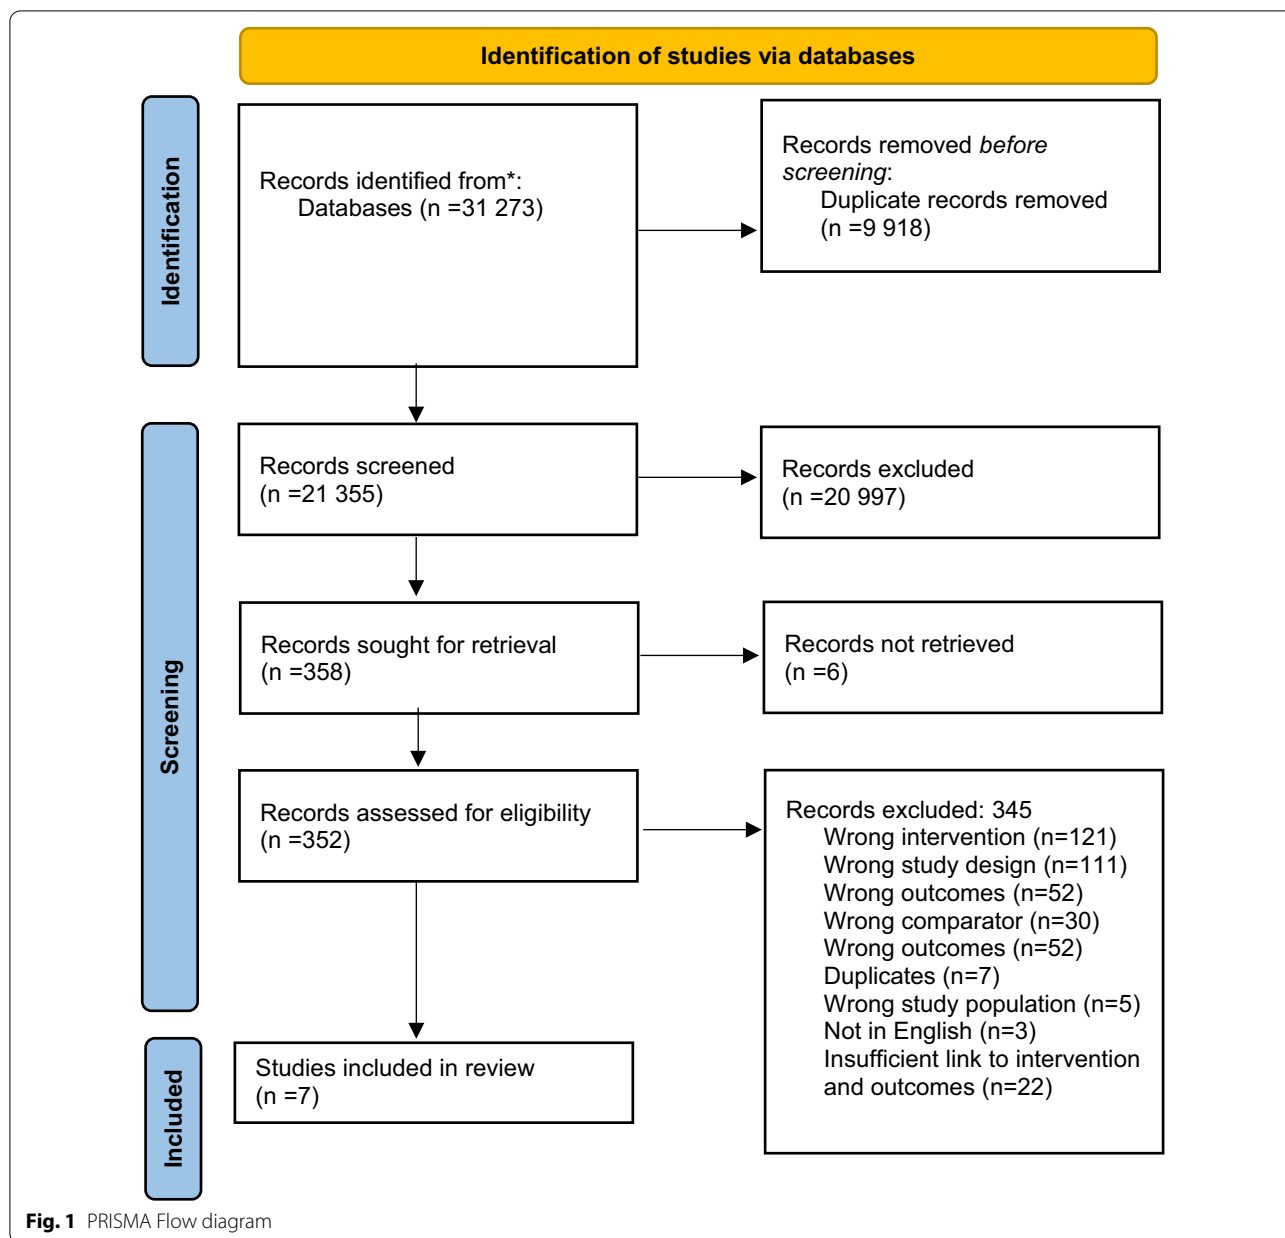 Identification of studies via databases
Identification
Records identified from*:
Databases (n =31 273)
Records removed before
screening:
Duplicate records removed
(n =9 918)
Screening
Records screened
(n =21 355)
Records excluded
(n =20 997)
Records sought for retrieval
(n =358)
Records not retrieved
(n =6)
Records assessed for eligibility
(n =352)
Records excluded: 345
Wrong intervention (n=121)
Wrong study design (n=111)
Wrong outcomes (n=52)
Wrong comparator (n=30)
Wrong outcomes (n=52)
Duplicates (n=7)
Wrong study population (n=5)
Not in English (n=3)
Insufficient link to intervention
and outcomes (n=22)
Included
Studies included in review
(n =7)
Fig. 1 PRISMA Flow diagram